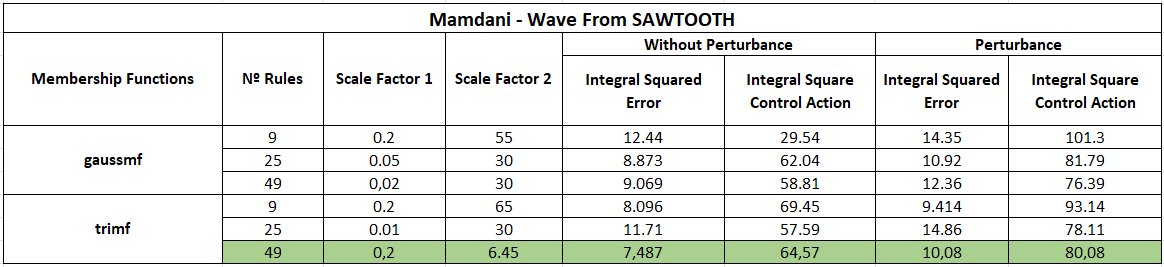 Mamdani - Wave From SAWTOOTH
Membership Functions Nº Rules Scale Factor 1 Scale Factor 2 Without Perturbance Perturbance
Integral Squared Error Integral Square Control Action Integral Squared Error Integral Square Control Action
gaussmf 9 0.2 55 12.44 29.54 14.35 101.3
25 0.05 30 8.873 62.04 10.92 81.79
49 0,02 30 9.069 58.81 12.36 76.39
trimf 9 0.2 65 8.096 69.45 9.414 93.14
25 0.01 30 11.71 57.59 14.86 78.11
49 0,2 6.45 7,487 64,57 10,08 80,08